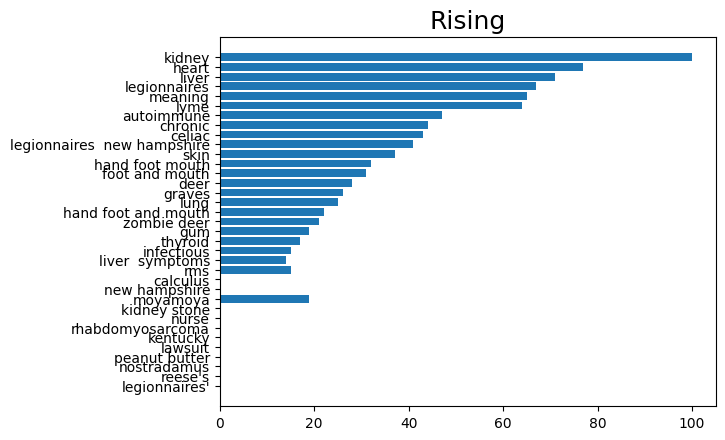 Rising
kidney
heart
liver
legionnaires
meaning
lyme
autoimmune
chronic
celiac
legionnaires  new hampshire
skin
hand foot mouth
foot and mouth
deer
graves
lung
hand foot and mouth
zombie deer
gum
thyroid
infectious
liver  symptoms
rms
calculus
new hampshire
moyamoya
kidney stone
nurse
rhabdomyosarcoma
kentucky
lawsuit
peanut butter
nostradamus
reese's
legionnaires'
0 20 40 60 80 100